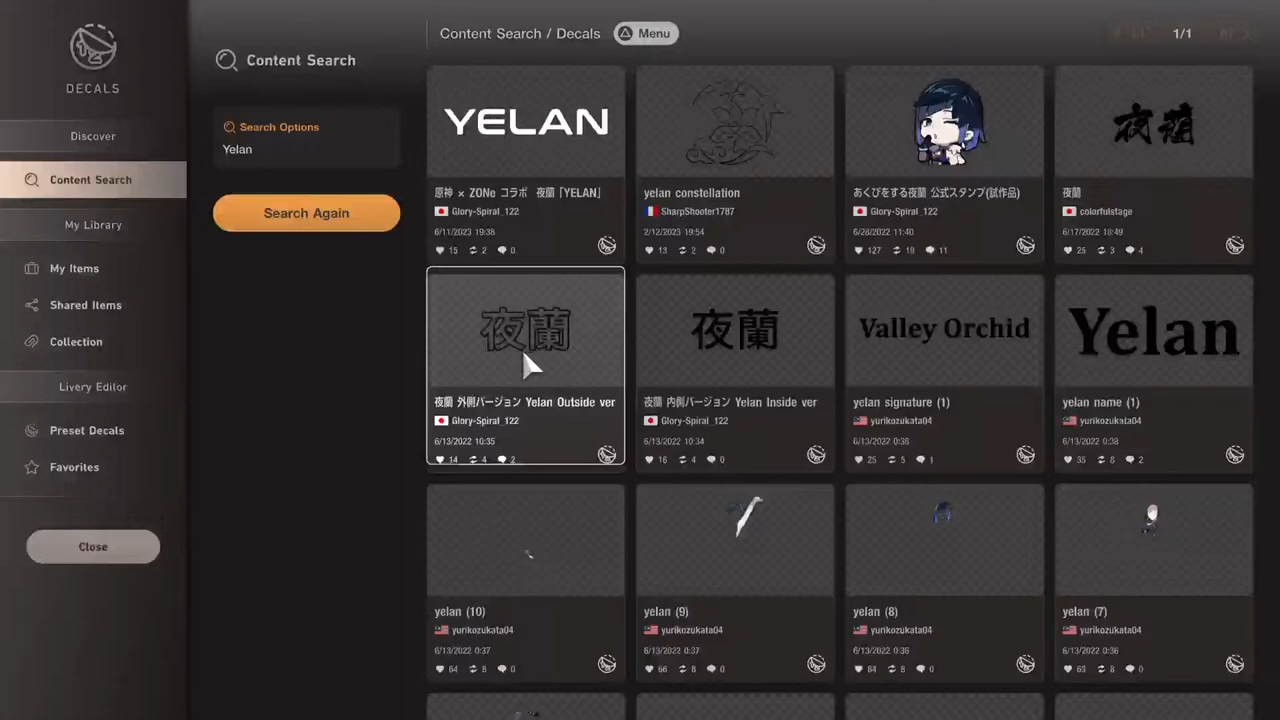 DECALS
Discover
Content Search
My Library
My Items
Shared Items
Collection
Livery Editor
Preset Decals
Favorites
Close
Content Search
Search Options
Yelan
Search Again
Content Search / Decals
Menu
1/1
YELAN
原神 × ZONe コラボ 夜蘭「YELAN」
Glory-Spiral_122
6/11/2023 19:38
15 2 0
yelan constellation
SharpShooter1787
2/12/2023 19:54
13 2 0
あくびをする夜蘭 公式スタンプ(試作品)
Glory-Spiral_122
6/28/2022 11:40
127 19 11
夜蘭
夜蘭
colorfulstage
6/17/2022 18:49
25 3 4
夜蘭
夜蘭 外側バージョン Yelan Outside ver
Glory-Spiral_122
6/13/2022 10:35
14 4 2
夜蘭
夜蘭 内側バージョン Yelan Inside ver
Glory-Spiral_122
6/13/2022 10:34
16 4 0
Valley Orchid
yelan signature (1)
yurikozukata04
6/13/2022 0:38
25 5 1
Yelan
yelan name (1)
yurikozukata04
6/13/2022 0:38
35 8 2
yelan (10)
yurikozukata04
6/13/2022 0:37
64 8 0
yelan (9)
yurikozukata04
6/13/2022 0:37
66 8 0
yelan (8)
yurikozukata04
6/13/2022 0:36
64 8 0
yelan (7)
yurikozukata04
6/13/2022 0:36
63 8 0